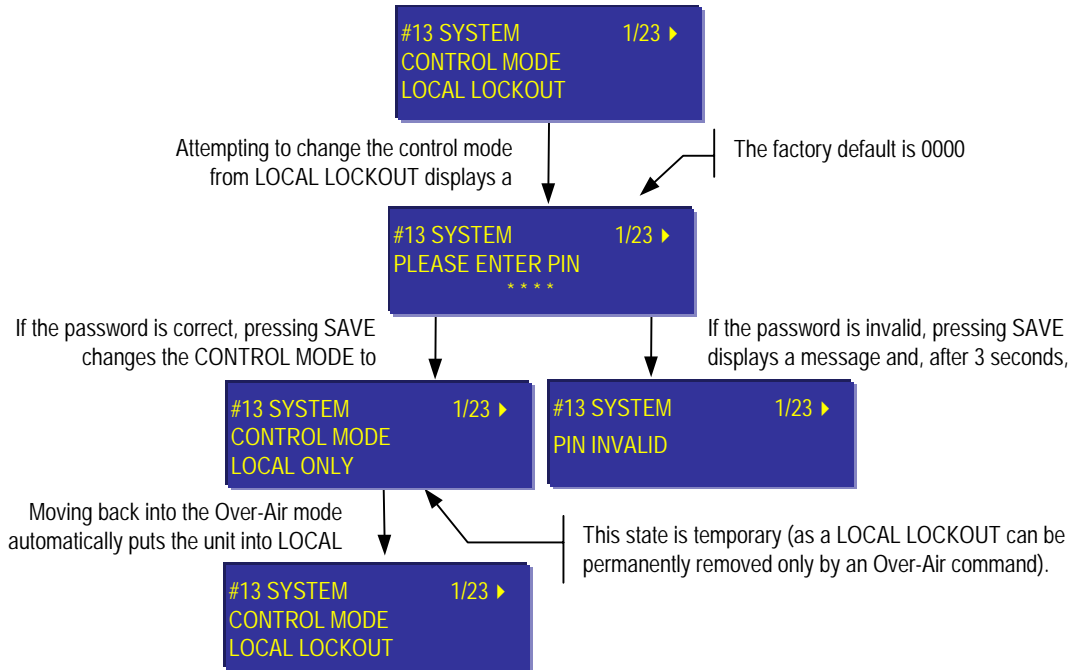 #13 SYSTEM 1/23 ▶
CONTROL MODE
LOCAL LOCKOUT
Attempting to change the control mode
from LOCAL LOCKOUT displays a
The factory default is 0000
#13 SYSTEM 1/23 ▶
PLEASE ENTER PIN
* * * *
If the password is correct, pressing SAVE
changes the CONTROL MODE to
If the password is invalid, pressing SAVE
displays a message and, after 3 seconds,
#13 SYSTEM 1/23 ▶
CONTROL MODE
LOCAL ONLY
#13 SYSTEM 1/23 ▶
PIN INVALID
Moving back into the Over-Air mode
automatically puts the unit into LOCAL
This state is temporary (as a LOCAL LOCKOUT can be
permanently removed only by an Over-Air command).
#13 SYSTEM 1/23 ▶
CONTROL MODE
LOCAL LOCKOUT